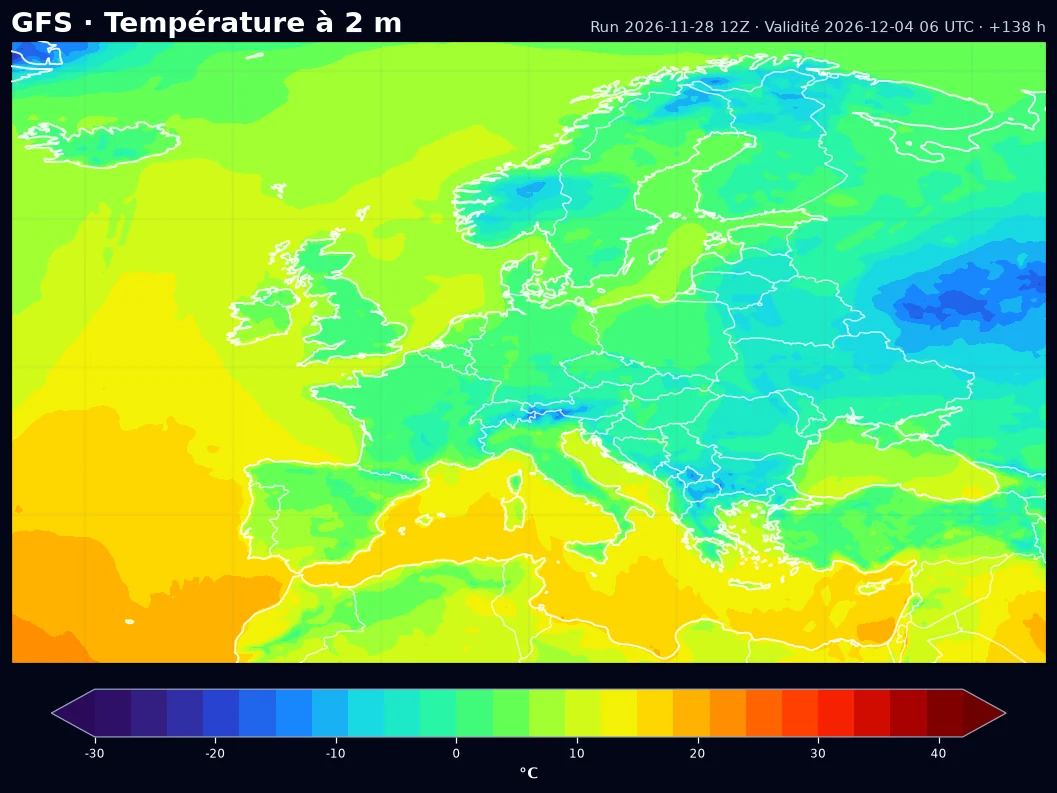 GFS · Température à 2 m
Run 2026-11-28 12Z · Validité 2026-12-04 06 UTC · +138 h
-30 -20 -10 0 10 20 30 40
°C